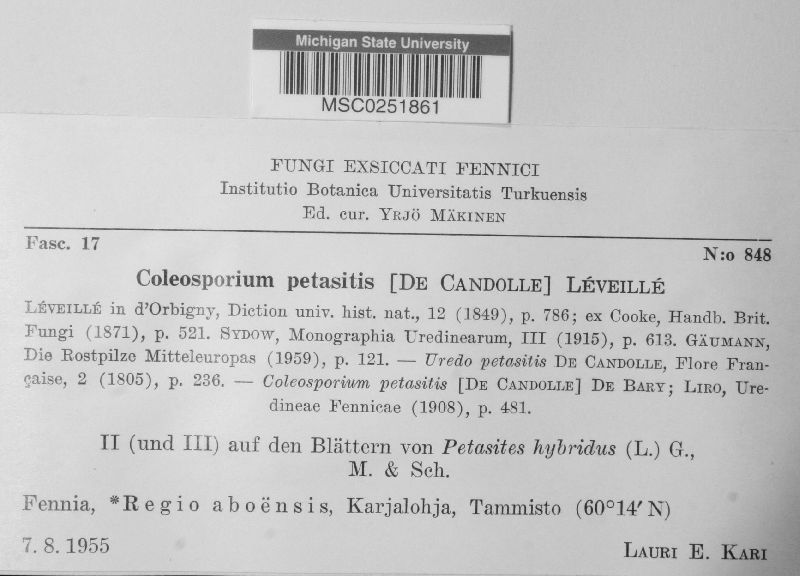 Michigan State University
MSC0251861
FUNGI EXSICCATI FENNICI
Institutio Botanica Universitatis Turkuensis
Ed. cur. YRJÖ MÄKINEN
Fasc. 17
N:o 848
Coleosporium petasitis [DE CANDOLLE] LÉVEILLÉ
LÉVEILLÉ in d'Orbigny, Diction univ. hist. nat., 12 (1849), p. 786; ex Cooke, Handb. Brit.
Fungi (1871), p. 521. SYDOW, Monographia Uredinearum, III (1915), p. 613. GÄUMANN,
Die Rostpilze Mitteleuropas (1959), p. 121. — Uredo petasitis DE CANDOLLE, Flore Fran-
çaise, 2 (1805), p. 236. — Coleosporium petasitis [DE CANDOLLE] DE BARY; LIRO, Ure-
dineae Fennicae (1908), p. 481.
II (und III) auf den Blättern von Petasites hybridus (L.) G.,
M. & Sch.
Fennia, *Regio aboënsis, Karjalohja, Tammisto (60°14′ N)
7. 8. 1955
LAURI E. KARI